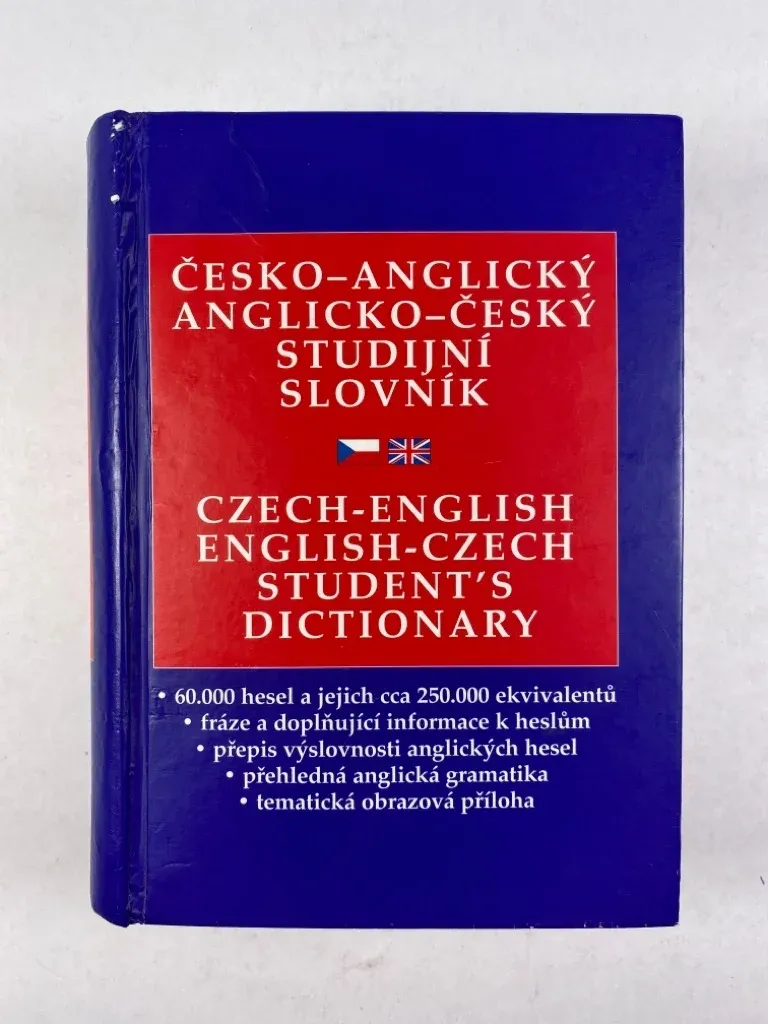 ČESKO–ANGLICKÝ
ANGLICKO–ČESKÝ
STUDIJNÍ
SLOVNÍK
CZECH-ENGLISH
ENGLISH-CZECH
STUDENT'S
DICTIONARY
• 60.000 hesel a jejich cca 250.000 ekvivalentů
• fráze a doplňující informace k heslům
• přepis výslovnosti anglických hesel
• přehledná anglická gramatika
• tematická obrazová příloha